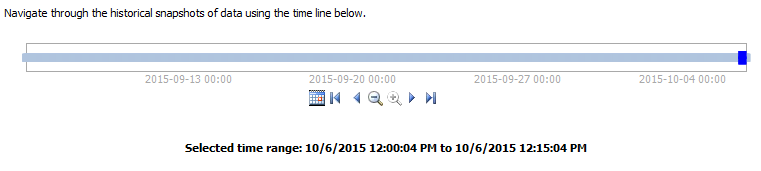 Navigate through the historical snapshots of data using the time line below.
2015-09-13 00:00 2015-09-20 00:00 2015-09-27 00:00 2015-10-04 00:00
Selected time range: 10/6/2015 12:00:04 PM to 10/6/2015 12:15:04 PM